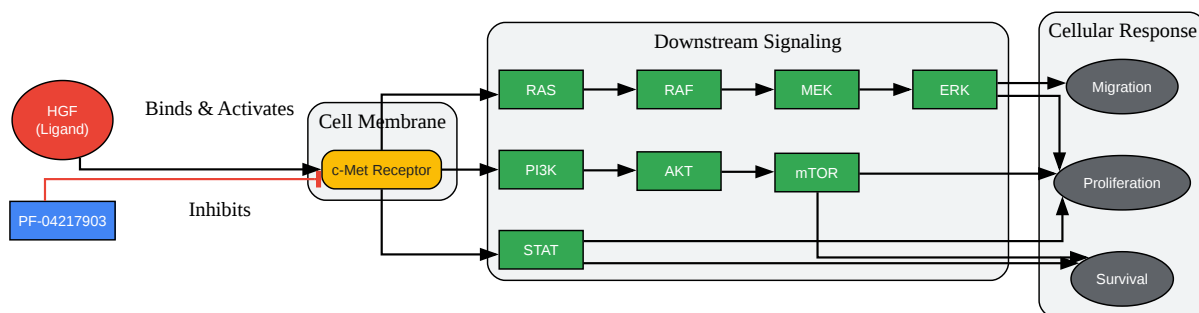 Cellular Response
Downstream Signaling
RAS
RAF
MEK
ERK
Migration
HGF
(Ligand)
Binds & Activates
Cell Membrane
c-Met Receptor
PI3K
AKT
mTOR
Proliferation
PF-04217903
Inhibits
STAT
Survival